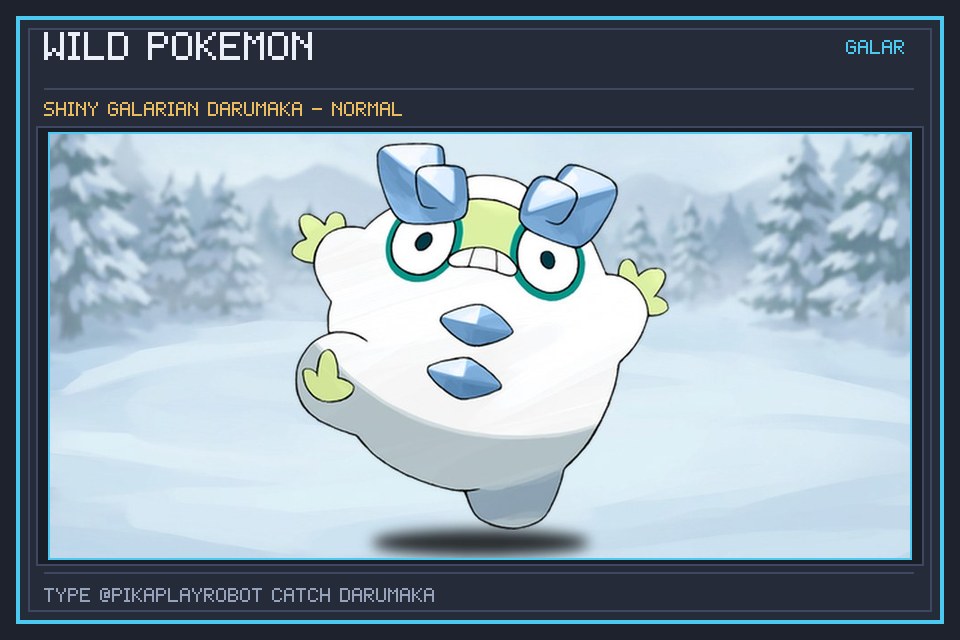 WILD POKEMON
GALAR
SHINY GALARIAN DARUMAKA - NORMAL
TYPE @PIKAPLAYROBOT CATCH DARUMAKA